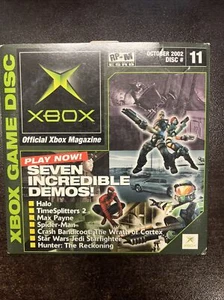 XBOX GAME DISC
OCTOBER 2002
DISC # 11
XBOX
Official Xbox Magazine
PLAY NOW!
SEVEN
INCREDIBLE
DEMOS!
Halo
TimeSplitters 2
Max Payne
Spider-Man
Crash Bandicoot: The Wrath of Cortex
Star Wars Jedi Starfighter
Hunter: The Reckoning